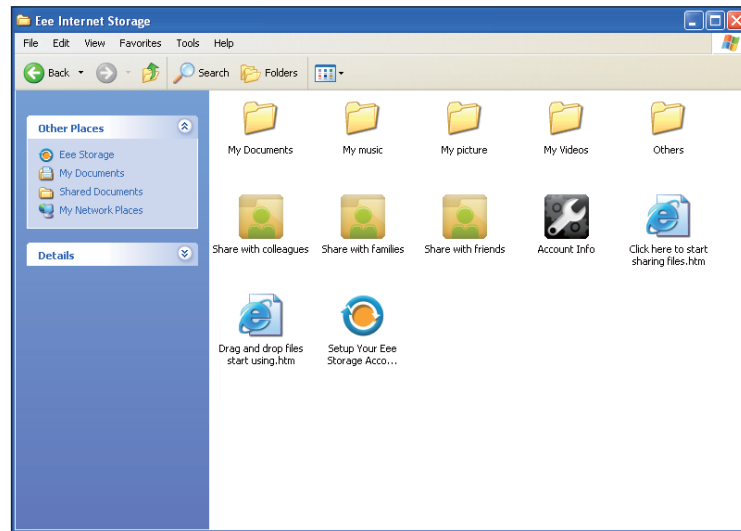 Eee Internet Storage
File Edit View Favorites Tools Help
Back Search Folders
Other Places
Eee Storage
My Documents
Shared Documents
My Network Places
Details
My Documents My music My picture My Videos Others
Share with colleagues Share with families Share with friends Account Info Click here to start
sharing files.htm
Drag and drop files Setup Your Eee
start using.htm Storage Acco...